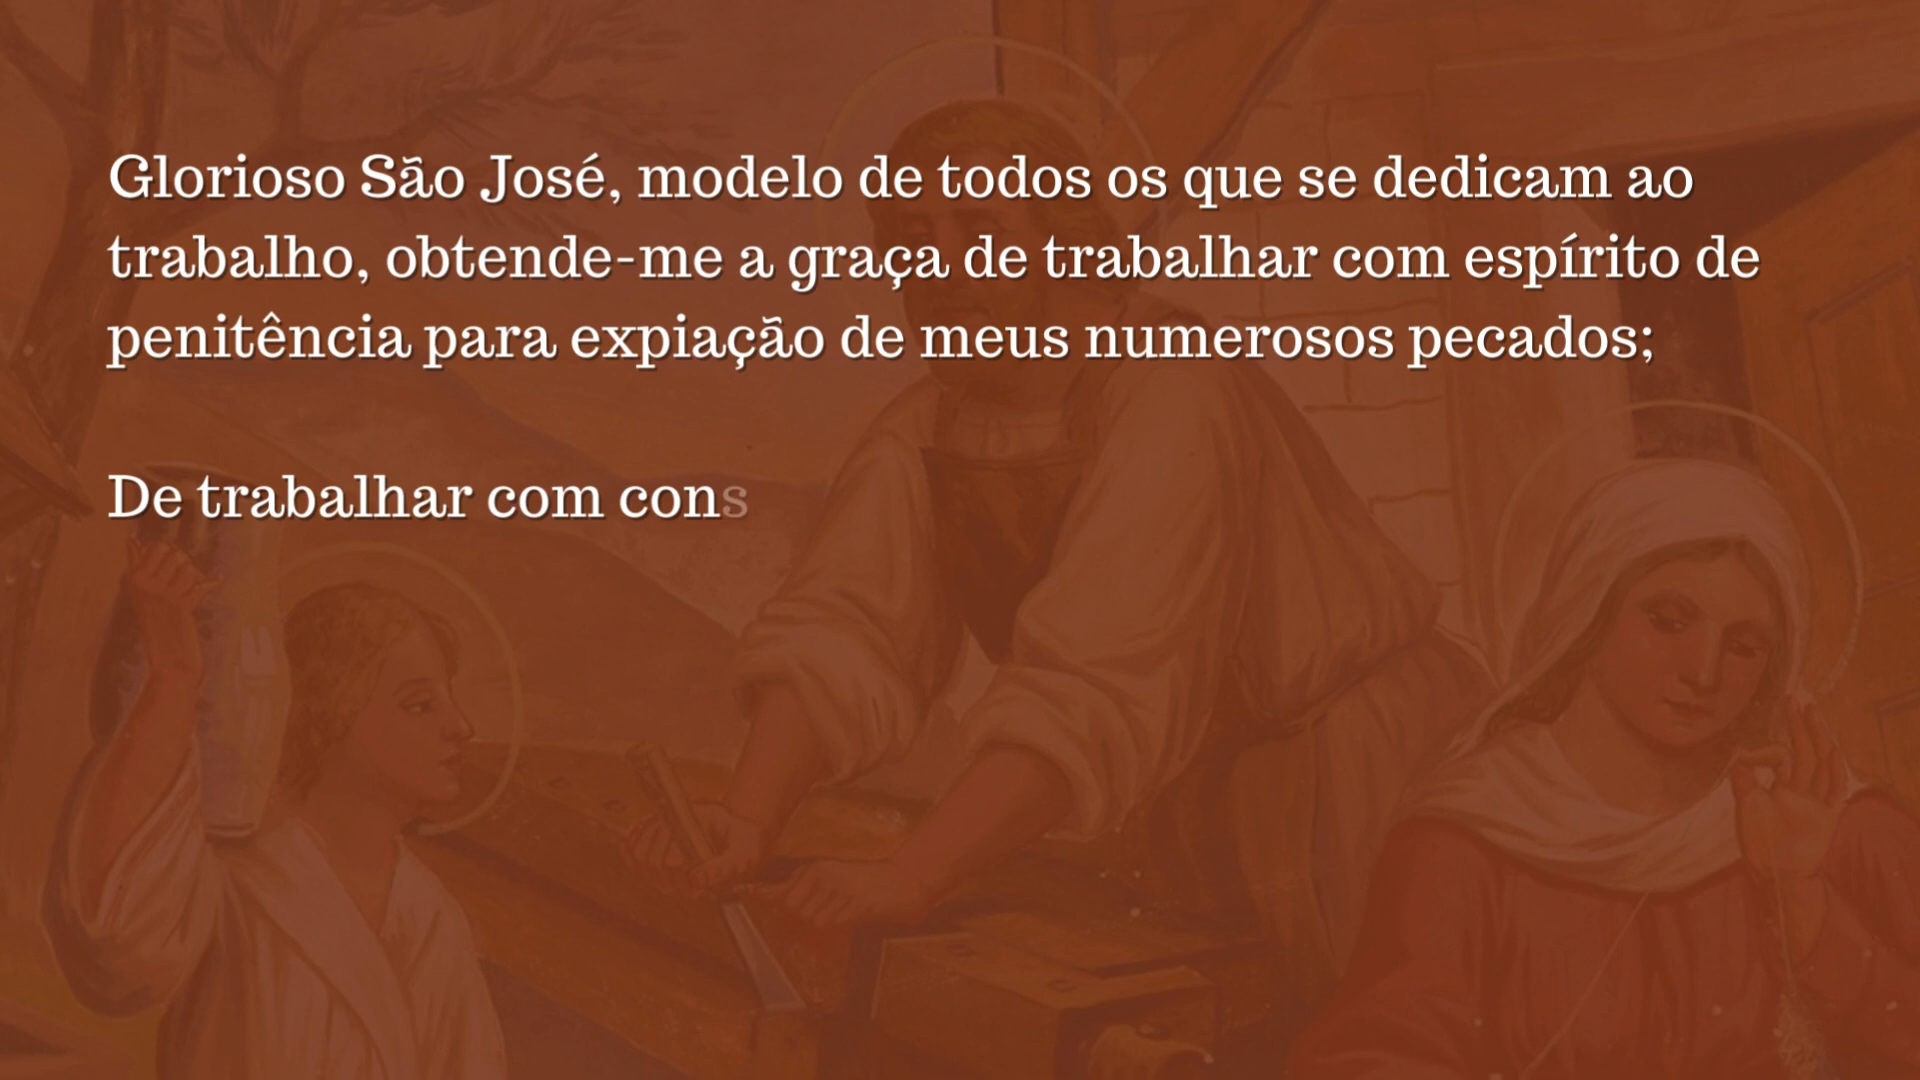 Glorioso São José, modelo de todos os que se dedicam ao
trabalho, obtende-me a graça de trabalhar com espírito de
penitência para expiação de meus numerosos pecados;
De trabalhar com cons